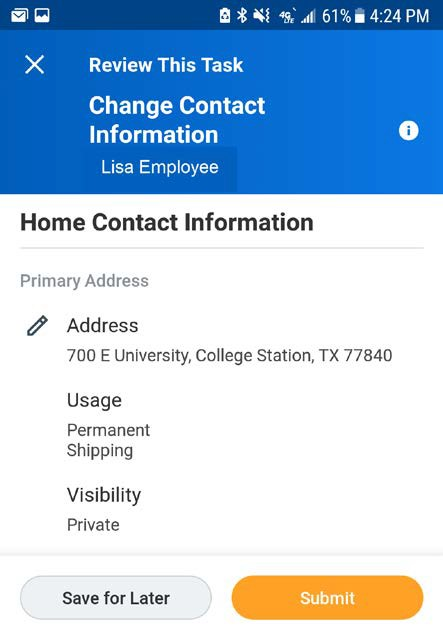 61% 4:24 PM
Review This Task
Change Contact
Information
Lisa Employee
Home Contact Information
Primary Address
Address
700 E University, College Station, TX 77840
Usage
Permanent
Shipping
Visibility
Private
Save for Later
Submit